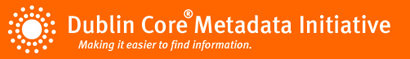 Dublin Core® Metadata Initiative
Making it easier to find information.